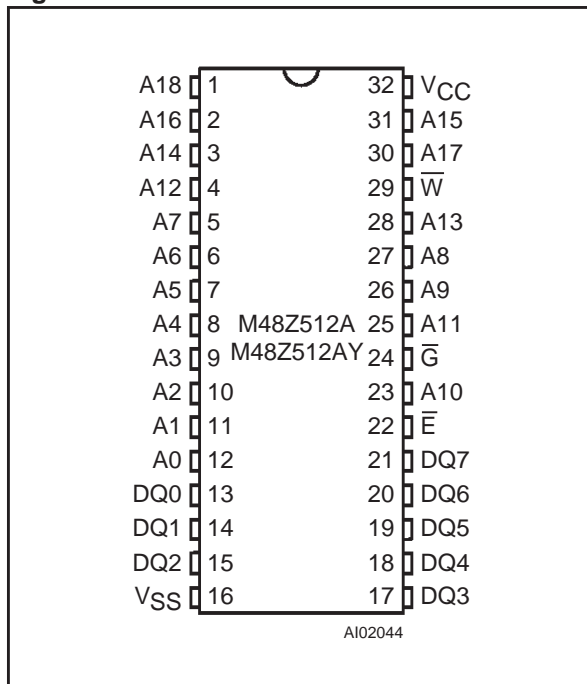 A18 1 32 VCC
A16 2 31 A15
A14 3 30 A17
A12 4 29 W̅
A7 5 28 A13
A6 6 27 A8
A5 7 26 A9
A4 8 M48Z512A 25 A11
A3 9 M48Z512AY 24 G̅
A2 10 23 A10
A1 11 22 E̅
A0 12 21 DQ7
DQ0 13 20 DQ6
DQ1 14 19 DQ5
DQ2 15 18 DQ4
VSS 16 17 DQ3
AI02044